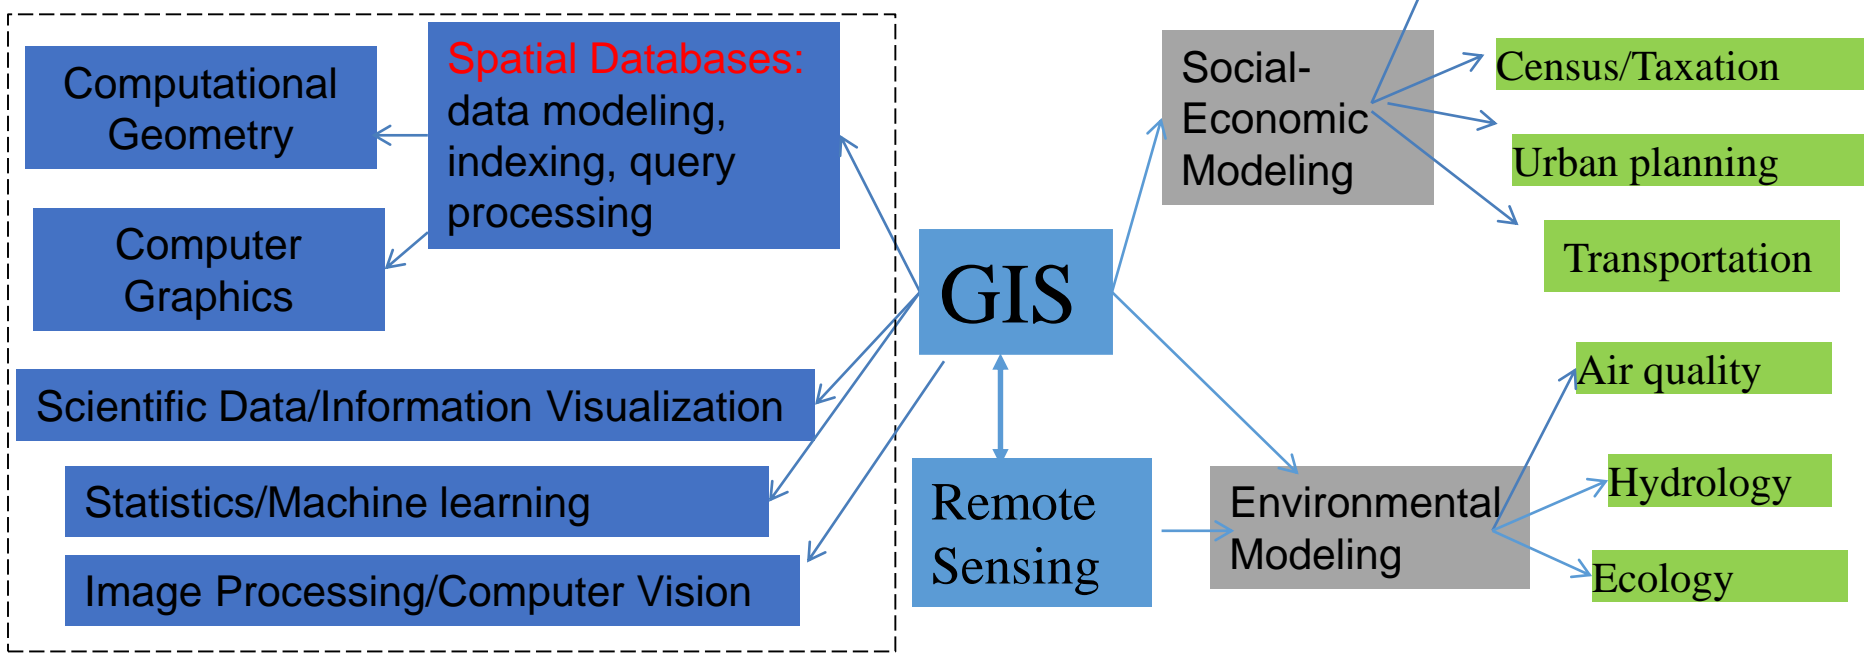 Computational
Geometry
Spatial Databases:
data modeling,
indexing, query
processing
Computer
Graphics
Scientific Data/Information Visualization
Statistics/Machine learning
Image Processing/Computer Vision
GIS
Remote
Sensing
Social-
Economic
Modeling
Census/Taxation
Urban planning
Transportation
Environmental
Modeling
Air quality
Hydrology
Ecology